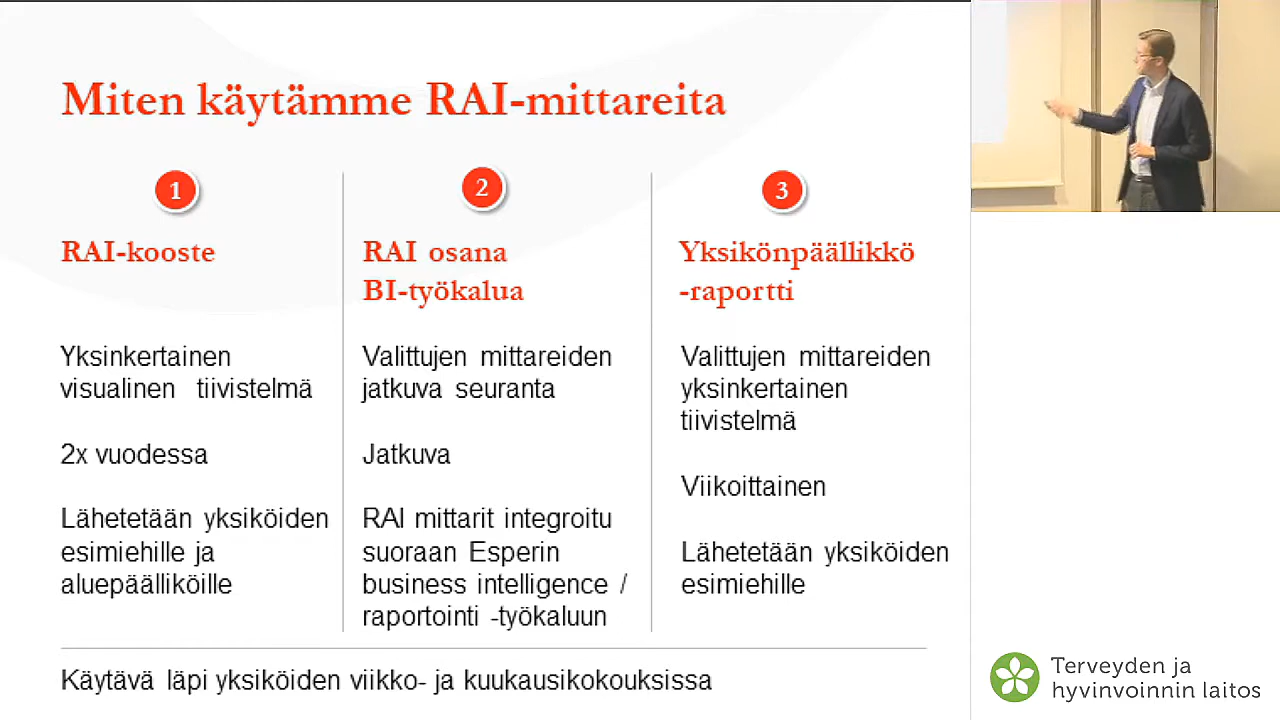 Miten käytämme RAI-mittareita
1
RAI-kooste
Yksinkertainen
visualinen tiivistelmä
2x vuodessa
Lähetetään yksiköiden
esimiehille ja
aluepäälliköille
2
RAI osana
BI-työkalua
Valittujen mittareiden
jatkuva seuranta
Jatkuva
RAI mittarit integroitu
suoraan Esperin
business intelligence /
raportointi -työkaluun
3
Yksikönpäällikkö
-raportti
Valittujen mittareiden
yksinkertainen
tiivistelmä
Viikoittainen
Lähetetään yksiköiden
esimiehille
Käytävä läpi yksiköiden viikko- ja kuukausikokouksissa
Terveyden ja
hyvinvoinnin laitos